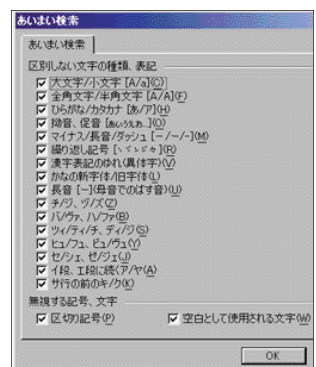 あいまい検索
あいまい検索
区別しない文字の種類、表記
大文字/小文字 [A/a](C)
全角文字/半角文字 [A/A](F)
ひらがな/カタカナ [あ/ア](H)
拗音、促音 [あいうえお...](O)
マイナス/長音/ダッシュ [－/ー/-](M)
繰り返し記号 [ヽヾゝゞ々](R)
漢字表記のゆれ(異体字)(V)
かなの新字体/旧字体(L)
長音 [ー](母音でのばす音)(U)
チ/ジ、ヅ/ズ(Z)
バ/ヴァ、ハ/ファ(B)
ツィ/ティ/チ、ディ/ジ(S)
ヒュ/フュ、ビュ/ヴュ(Y)
セ/シェ、ゼ/ジェ(J)
イ段、エ段に続くア/ヤ(A)
サ行の前のキ/ク(K)
無視する記号、文字
区切り記号(P) 空白として使用される文字(W)
OK